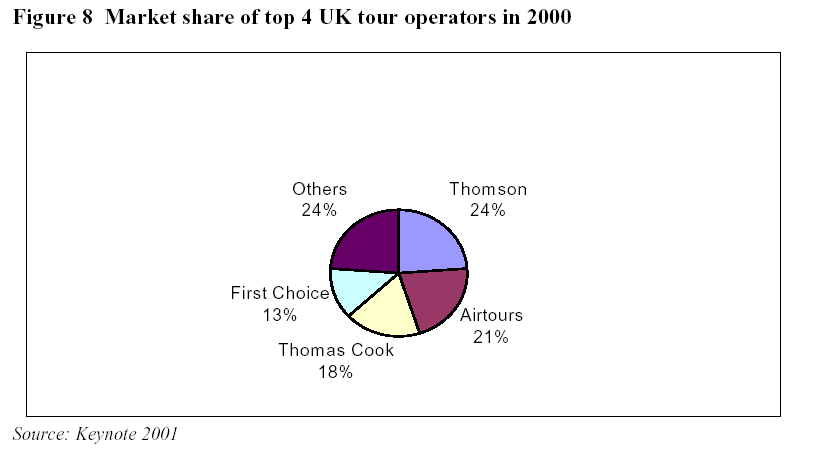 Figure 8 Market share of top 4 UK tour operators in 2000
Others
24%
Thomson
24%
First Choice
13%
Airtours
21%
Thomas Cook
18%
Source: Keynote 2001